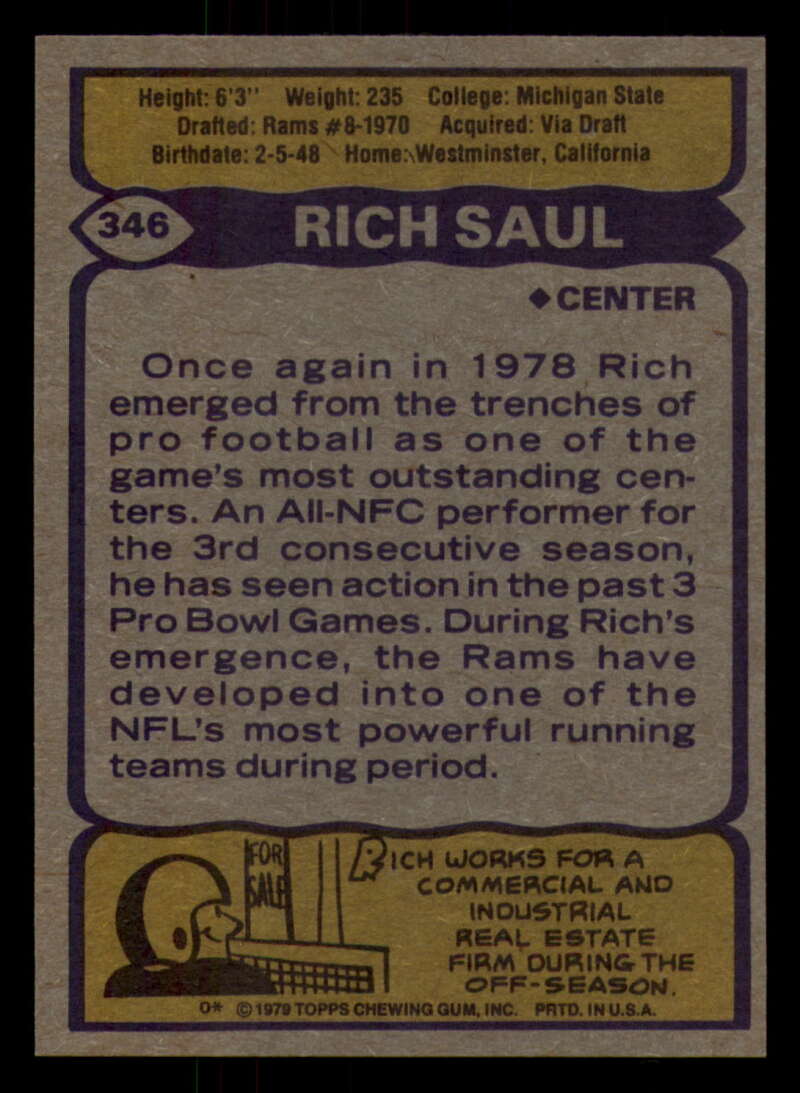 Height: 6'3" Weight: 235 College: Michigan State
Drafted: Rams #8-1970 Acquired: Via Draft
Birthdate: 2-5-48 Home: Westminster, California
346 RICH SAUL
◆CENTER
Once again in 1978 Rich
emerged from the trenches of
pro football as one of the
game's most outstanding cen-
ters. An All-NFC performer for
the 3rd consecutive season,
he has seen action in the past 3
Pro Bowl Games. During Rich's
emergence, the Rams have
developed into one of the
NFL's most powerful running
teams during period.
FOR
SALE
RICH WORKS FOR A
COMMERCIAL AND
INDUSTRIAL
REAL ESTATE
FIRM DURING THE
OFF-SEASON.
O* © 1979 TOPPS CHEWING GUM, INC. PRTD. IN U.S.A.